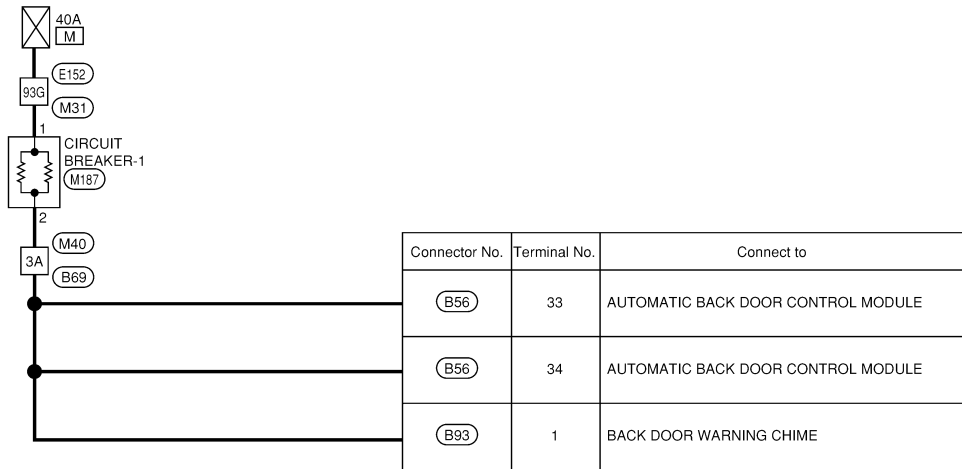 40A
M
E152
93G
M31
1
CIRCUIT
BREAKER-1
M187
2
M40
3A
B69
Connector No. Terminal No. Connect to
B56 33 AUTOMATIC BACK DOOR CONTROL MODULE
B56 34 AUTOMATIC BACK DOOR CONTROL MODULE
B93 1 BACK DOOR WARNING CHIME